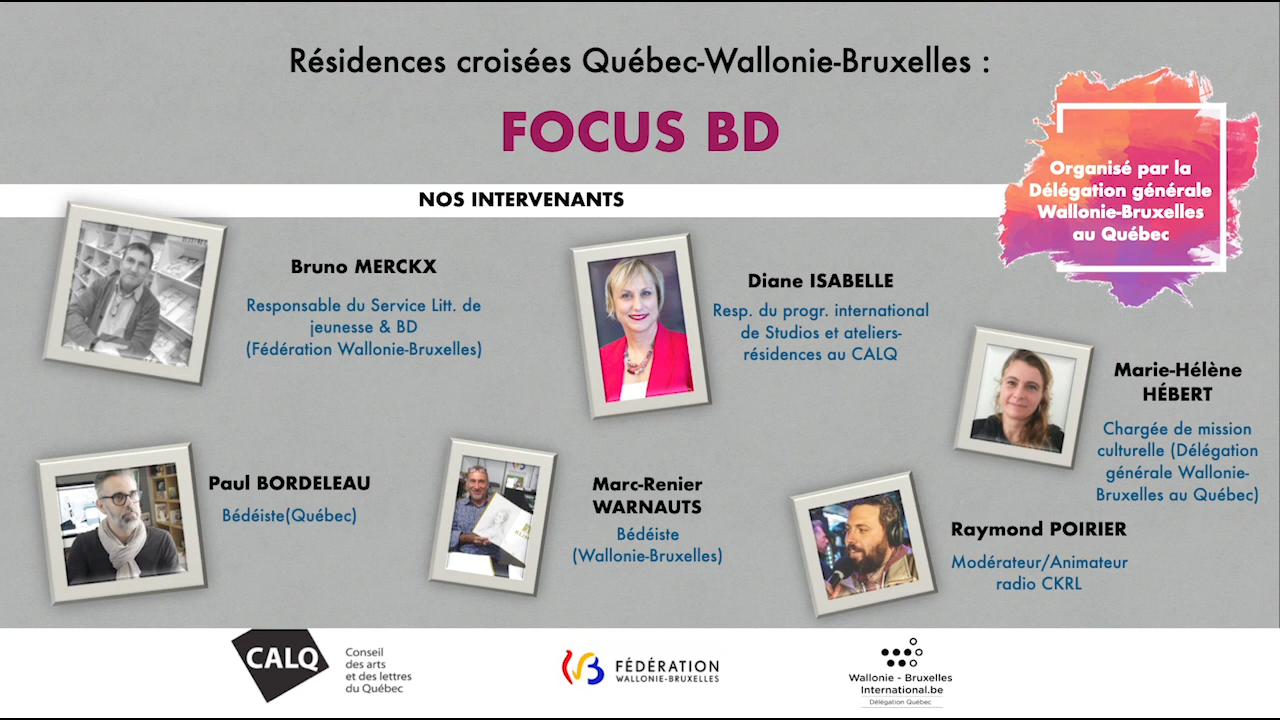 Résidences croisées Québec-Wallonie-Bruxelles :
FOCUS BD
Organisé par la
Délégation générale
Wallonie-Bruxelles
au Québec
NOS INTERVENANTS
Bruno MERCKX
Responsable du Service Litt. de
jeunesse & BD
(Fédération Wallonie-Bruxelles)
Diane ISABELLE
Resp. du progr. international
de Studios et ateliers-
résidences au CALQ
Marie-Hélène
HÉBERT
Chargée de mission
culturelle (Délégation
générale Wallonie-
Bruxelles au Québec)
Paul BORDELEAU
Bédéiste(Québec)
Marc-Renier
WARNAUTS
Bédéiste
(Wallonie-Bruxelles)
Raymond POIRIER
Modérateur/Animateur
radio CKRL
CALQ
Conseil
des arts
et des lettres
du Québec
FÉDÉRATION
WALLONIE-BRUXELLES
Wallonie - Bruxelles
International.be
Délégation Québec